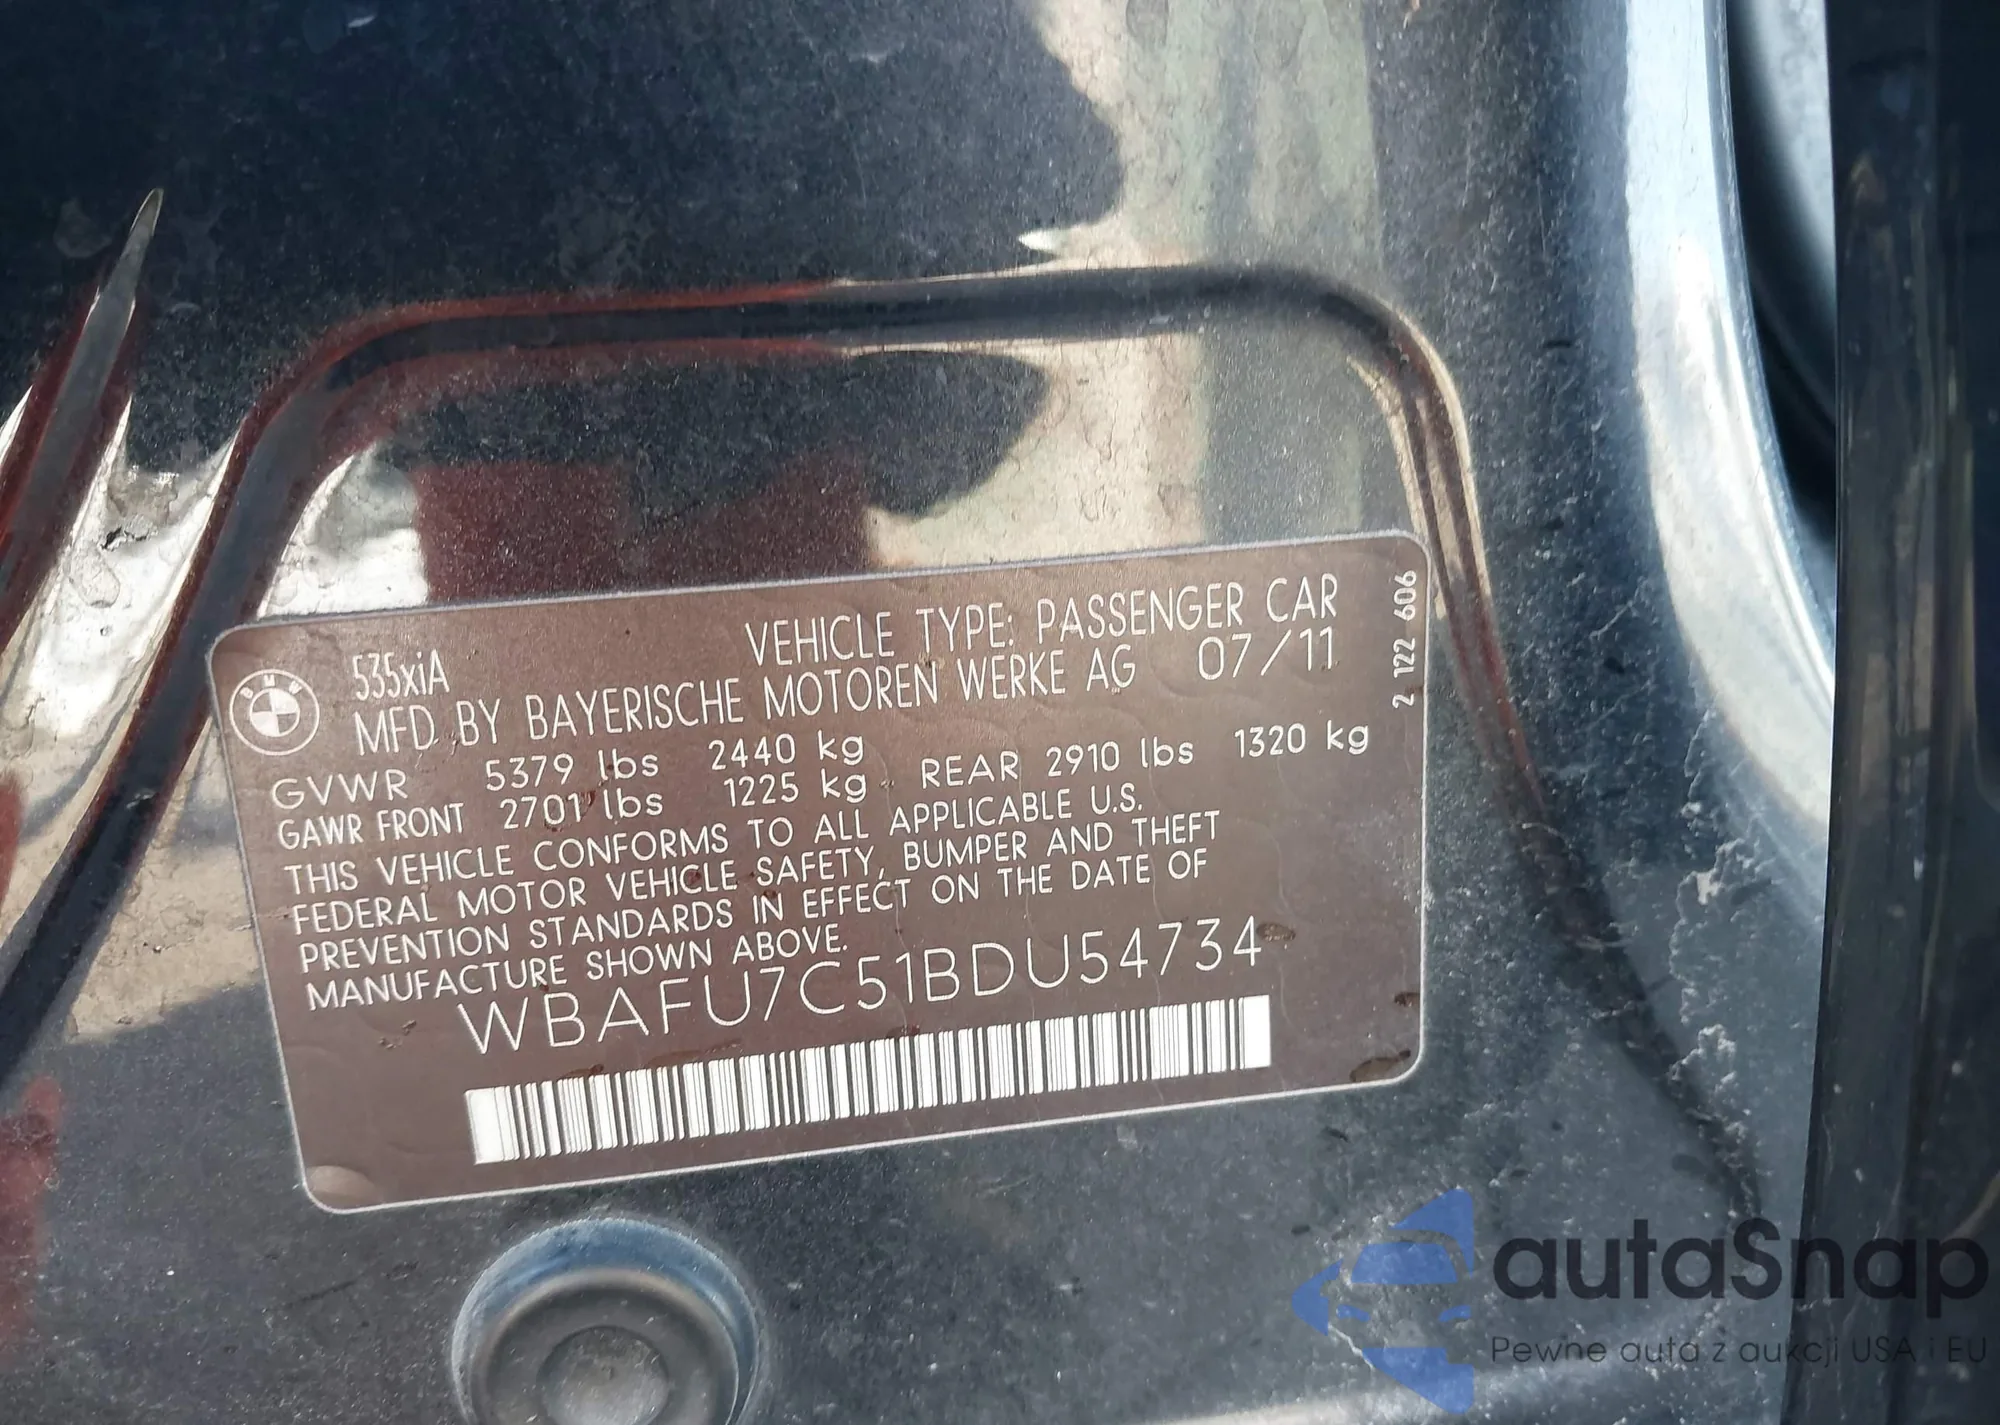 535xiA
VEHICLE TYPE: PASSENGER CAR
MFD BY BAYERISCHE MOTOREN WERKE AG 07/11
GVWR 5379 lbs 2440 kg
GAWR FRONT 2701 lbs 1225 kg REAR 2910 lbs 1320 kg
THIS VEHICLE CONFORMS TO ALL APPLICABLE U.S.
FEDERAL MOTOR VEHICLE SAFETY, BUMPER AND THEFT
PREVENTION STANDARDS IN EFFECT ON THE DATE OF
MANUFACTURE SHOWN ABOVE.
WBAFU7C51BDU54734
2 122 606
BMW
autaSnap
Pewne auta z aukcji USA i EU